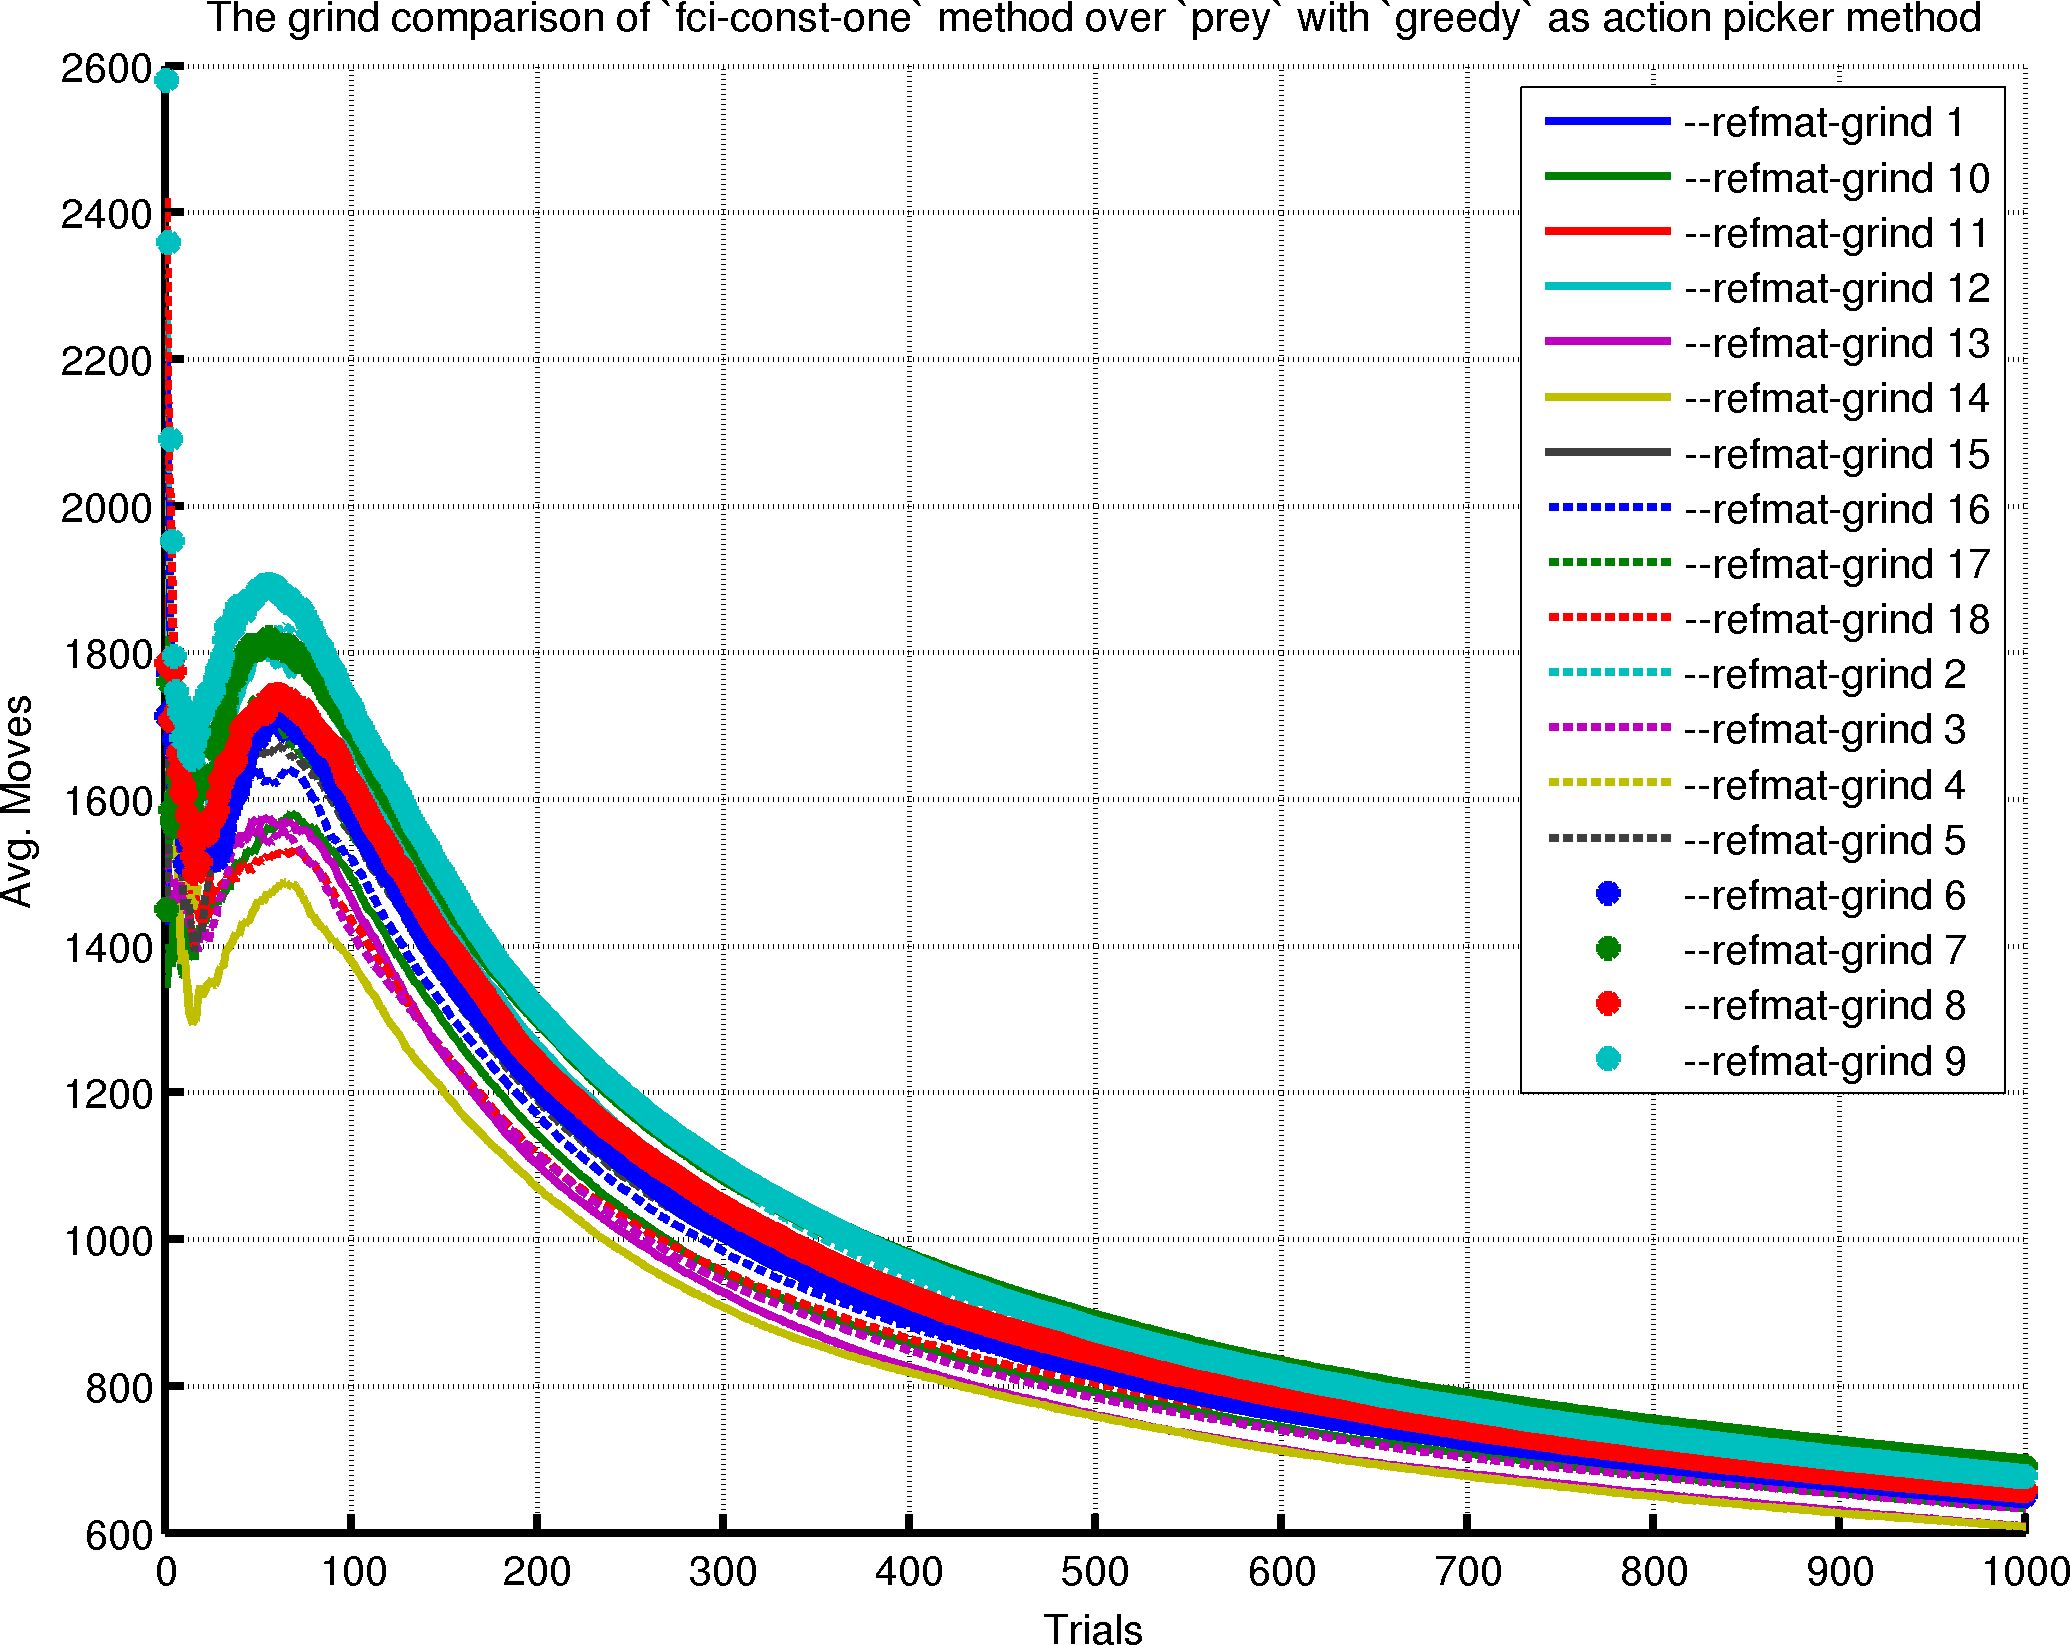 The grind comparison of `fci-const-one` method over `prey` with `greedy` as action picker method
2600
2400
2200
2000
1800
1600
1400
1200
1000
800
600
Avg. Moves
0 100 200 300 400 500 600 700 800 900 1000
Trials
--refmat-grind 1
--refmat-grind 10
--refmat-grind 11
--refmat-grind 12
--refmat-grind 13
--refmat-grind 14
--refmat-grind 15
--refmat-grind 16
--refmat-grind 17
--refmat-grind 18
--refmat-grind 2
--refmat-grind 3
--refmat-grind 4
--refmat-grind 5
--refmat-grind 6
--refmat-grind 7
--refmat-grind 8
--refmat-grind 9